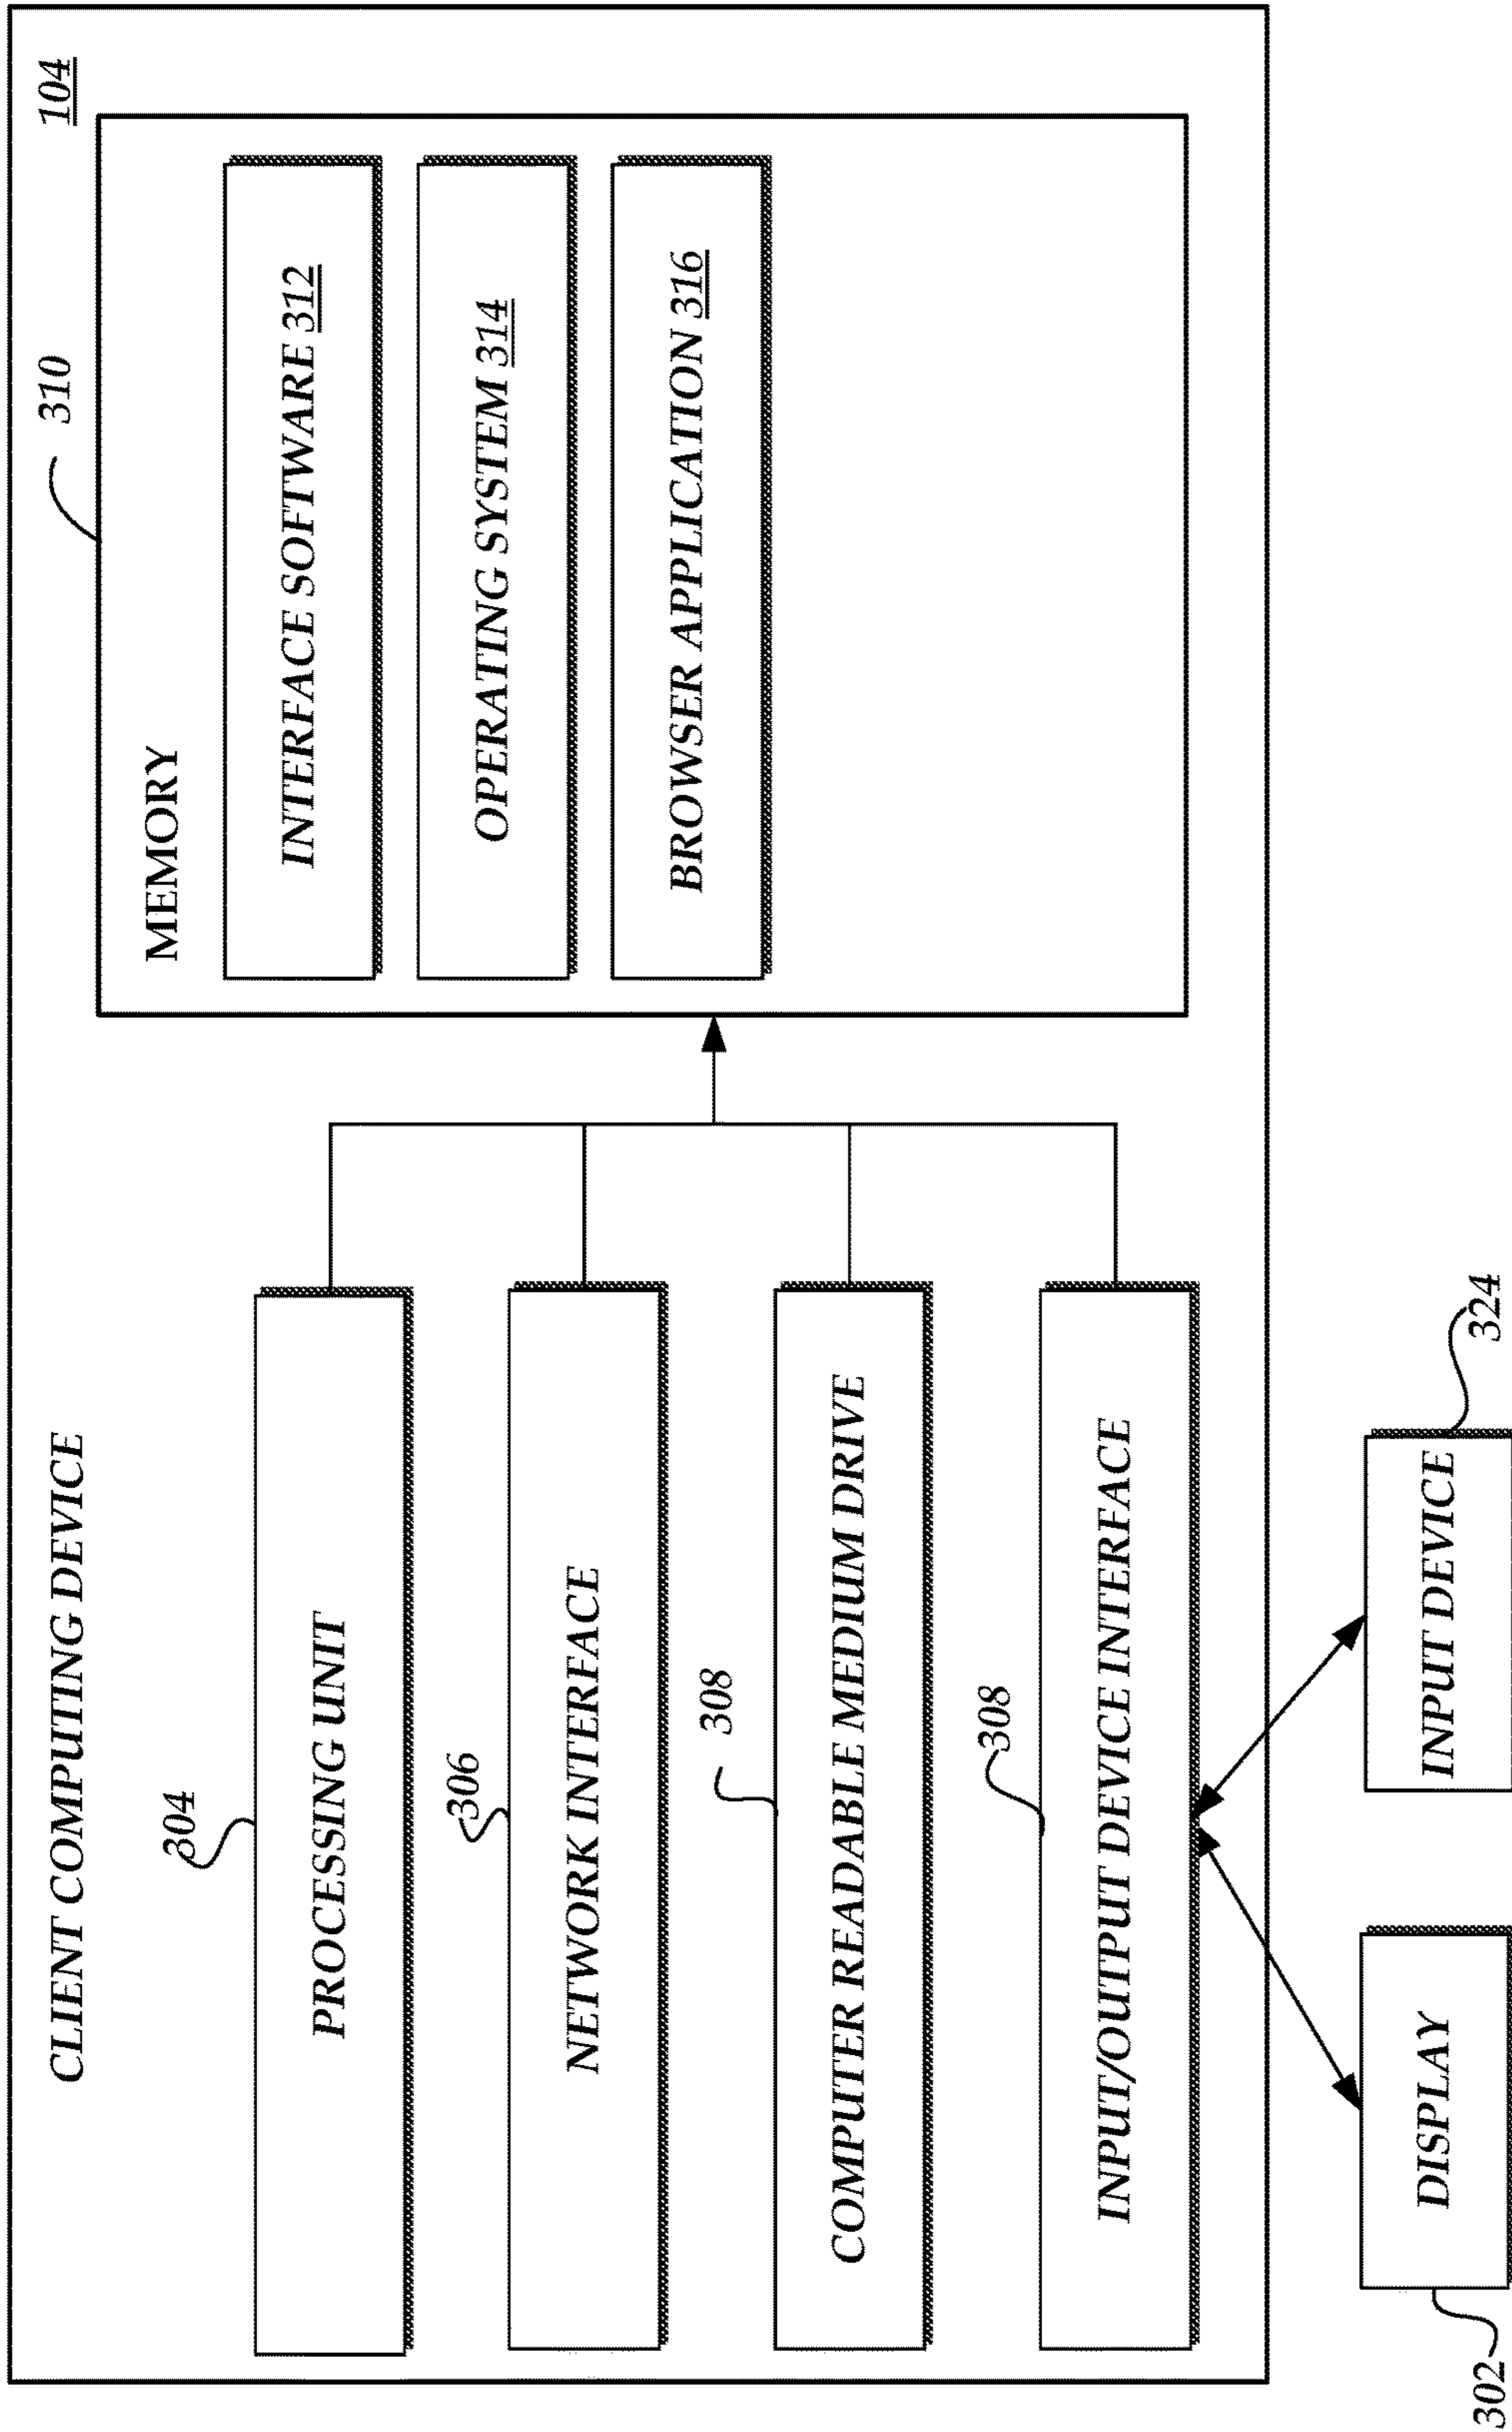 CLIENT COMPUTING DEVICE
104
310
MEMORY
304
PROCESSING UNIT
306
NETWORK INTERFACE
308
COMPUTER READABLE MEDIUM DRIVE
308
INPUT/OUTPUT DEVICE INTERFACE
INTERFACE SOFTWARE 312
OPERATING SYSTEM 314
BROWSER APPLICATION 316
302
DISPLAY
INPUT DEVICE
324